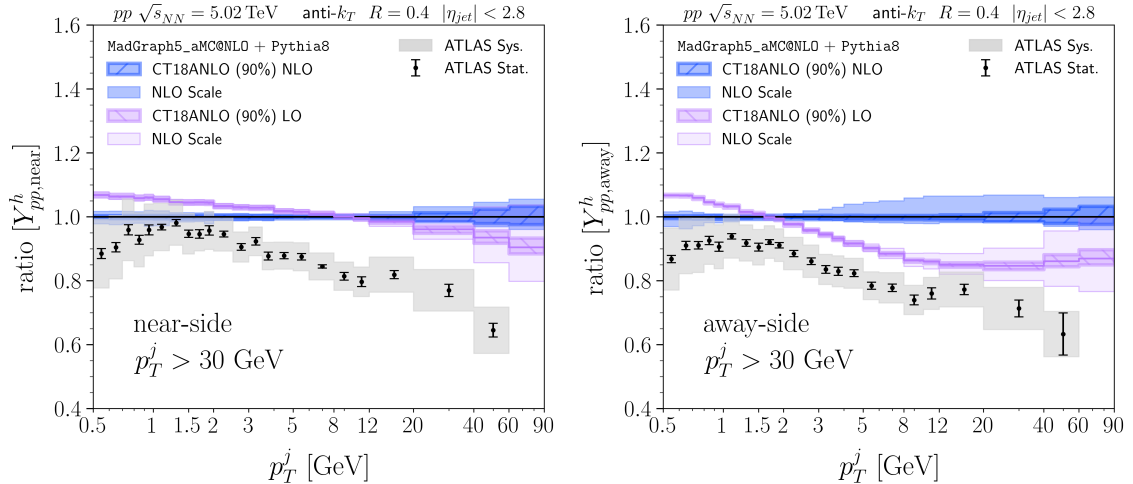 pp √s_NN = 5.02 TeV anti-k_T R = 0.4 |η_jet| < 2.8
MadGraph5_aMC@NLO + Pythia8
CT18ANLO (90%) NLO
NLO Scale
CT18ANLO (90%) LO
NLO Scale
ATLAS Sys.
ATLAS Stat.
ratio [Y^h_pp,near]
1.6
1.4
1.2
1.0
0.8
0.6
0.4
near-side
p_T^j > 30 GeV
0.5 1 1.5 2 3 5 8 12 20 40 60 90
p_T^j [GeV]
pp √s_NN = 5.02 TeV anti-k_T R = 0.4 |η_jet| < 2.8
MadGraph5_aMC@NLO + Pythia8
CT18ANLO (90%) NLO
NLO Scale
CT18ANLO (90%) LO
NLO Scale
ATLAS Sys.
ATLAS Stat.
ratio [Y^h_pp,away]
1.6
1.4
1.2
1.0
0.8
0.6
0.4
away-side
p_T^j > 30 GeV
0.5 1 1.5 2 3 5 8 12 20 40 60 90
p_T^j [GeV]